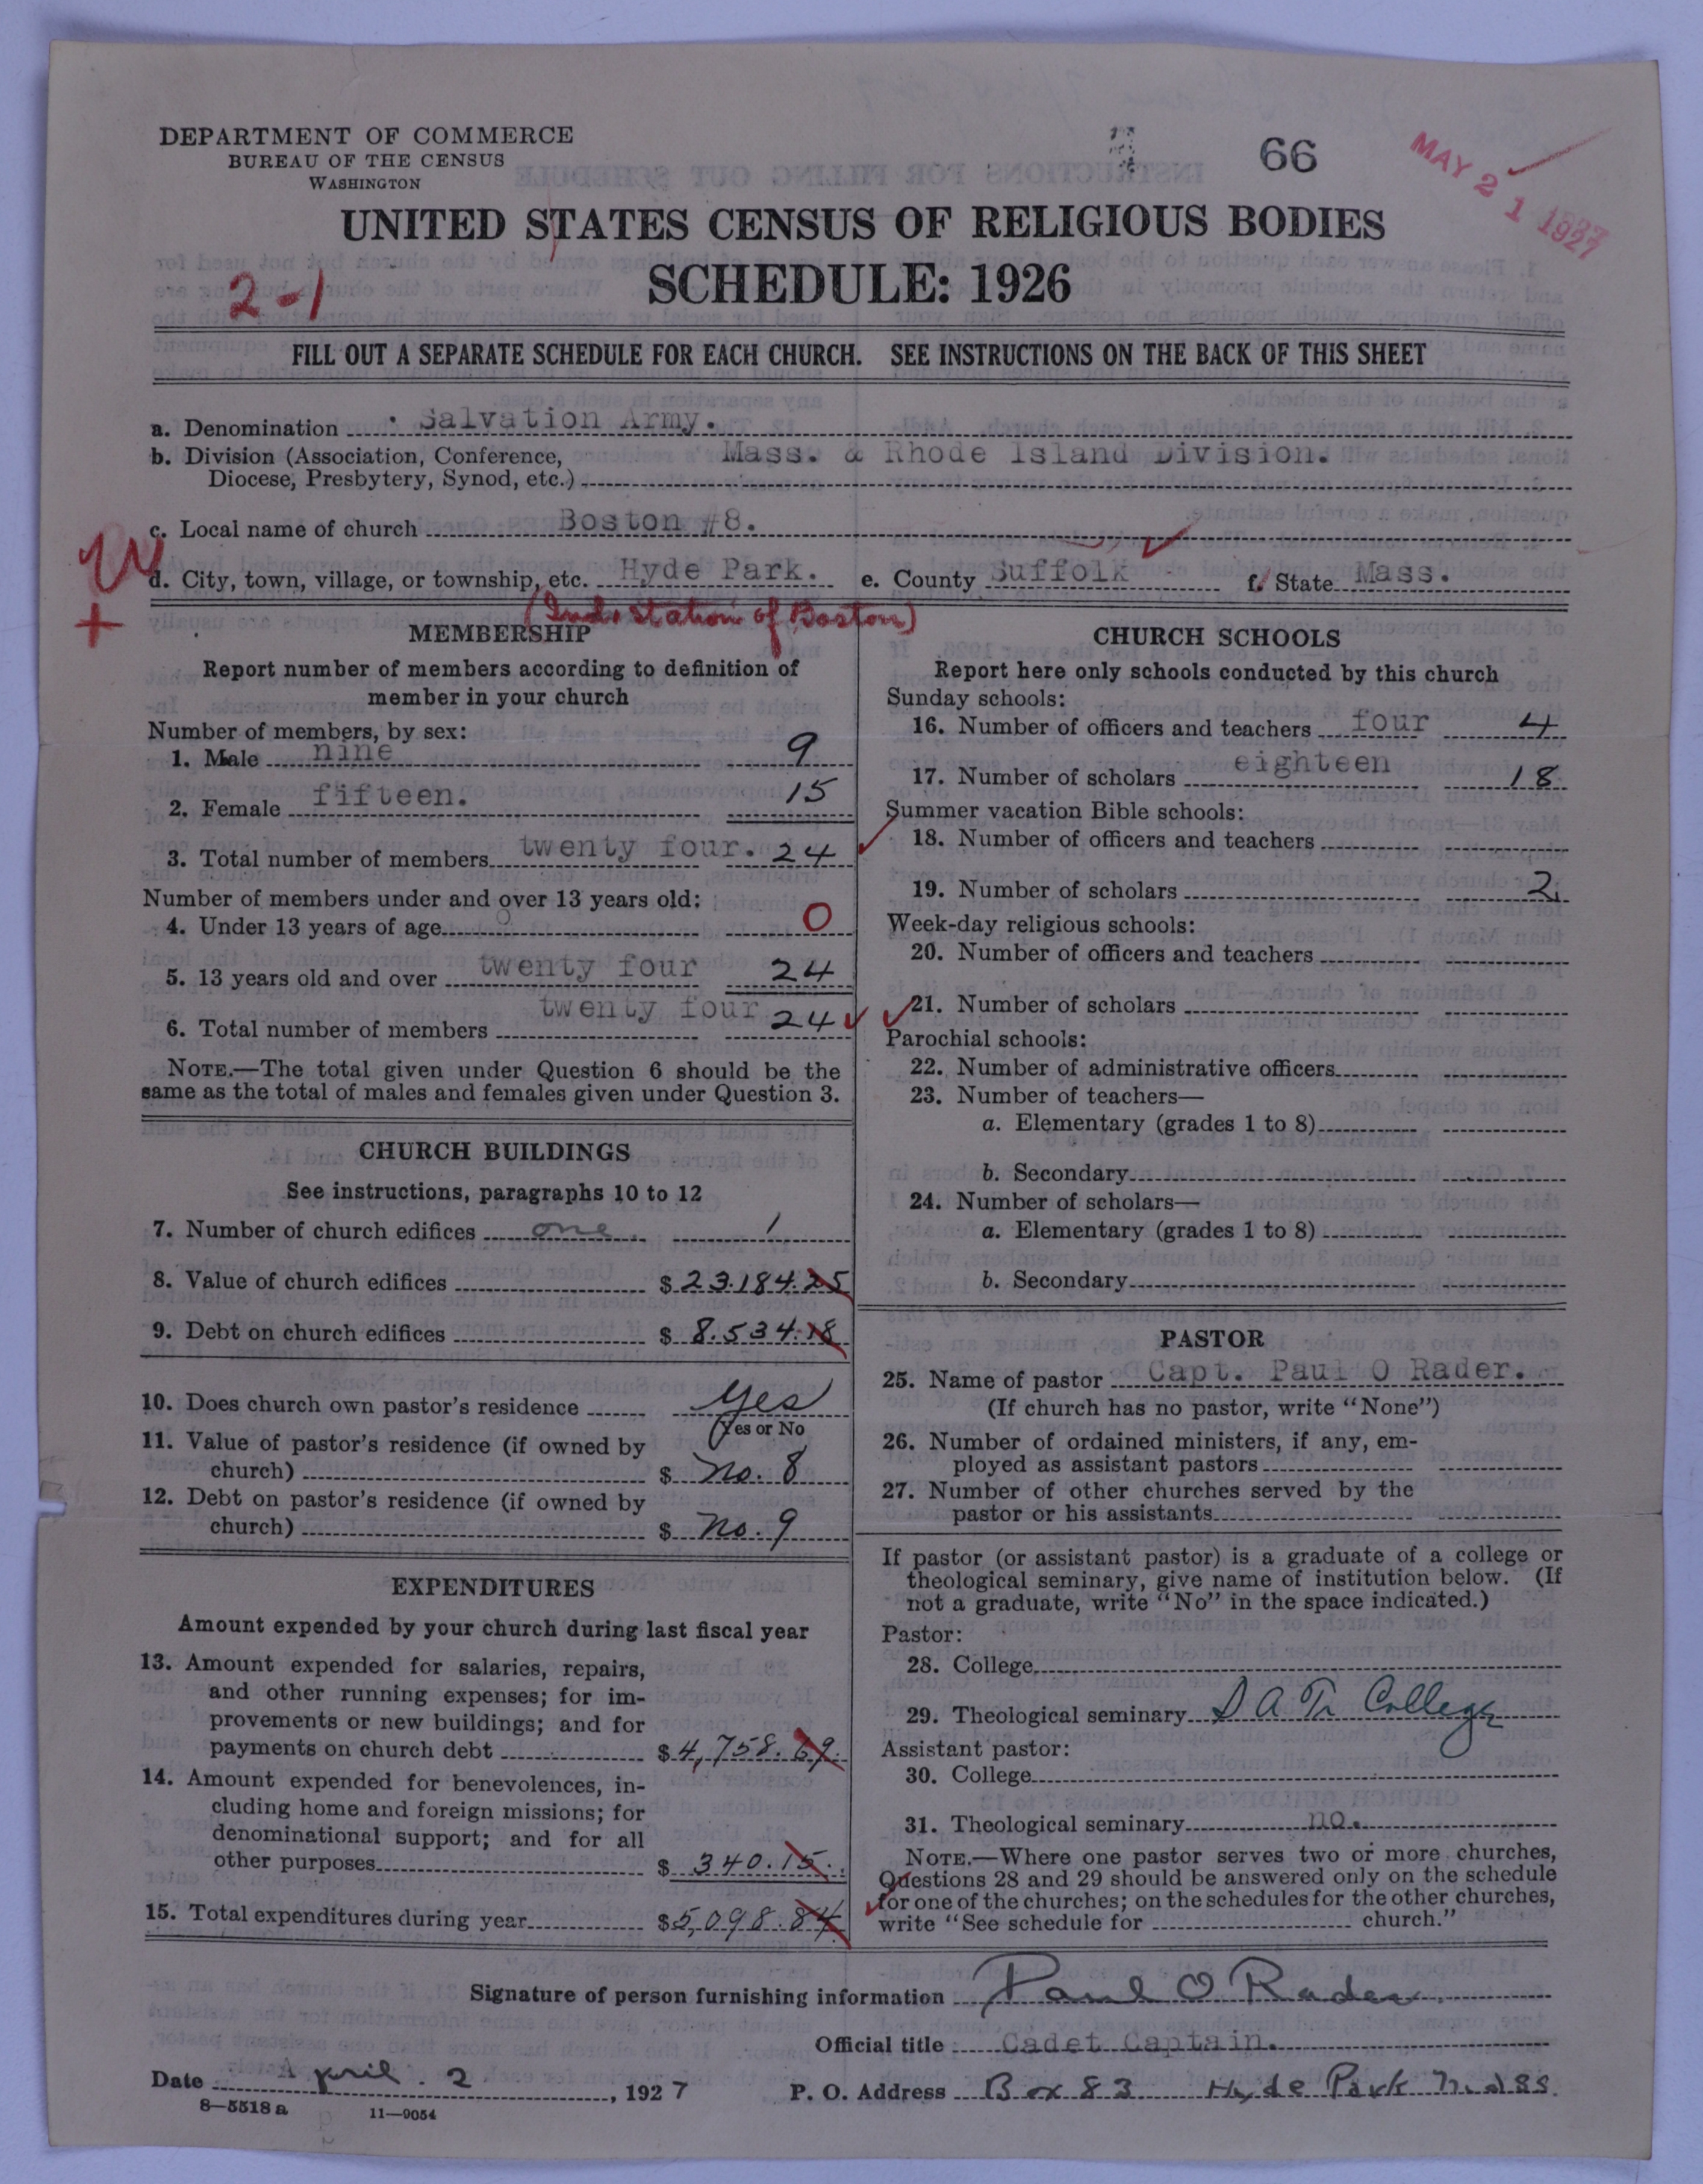 DEPARTMENT OF COMMERCE
BUREAU OF THE CENSUS
WASHINGTON
66
MAY 21 1927
UNITED STATES CENSUS OF RELIGIOUS BODIES
SCHEDULE: 1926
2-1
FILL OUT A SEPARATE SCHEDULE FOR EACH CHURCH. SEE INSTRUCTIONS ON THE BACK OF THIS SHEET
a. Denomination Salvation Army.
b. Division (Association, Conference, Mass. & Rhode Island Division.
Diocese, Presbytery, Synod, etc.)
c. Local name of church Boston #8.
d. City, town, village, or township, etc. Hyde Park. e. County Suffolk f. State Mass.
(Ind. station of Boston)
MEMBERSHIP
Report number of members according to definition of
member in your church
Number of members, by sex:
1. Male nine 9
2. Female fifteen. 15
3. Total number of members twenty four. 24
Number of members under and over 13 years old:
4. Under 13 years of age 0
5. 13 years old and over twenty four 24
6. Total number of members twenty four 24
NOTE.—The total given under Question 6 should be the
same as the total of males and females given under Question 3.
CHURCH BUILDINGS
See instructions, paragraphs 10 to 12
7. Number of church edifices one. 1
8. Value of church edifices $ 23.184.25
9. Debt on church edifices $ 8.534.18
10. Does church own pastor's residence Yes
(Yes or No
11. Value of pastor's residence (if owned by
church) $ No. 8
12. Debt on pastor's residence (if owned by
church) $ No. 9
EXPENDITURES
Amount expended by your church during last fiscal year
13. Amount expended for salaries, repairs,
and other running expenses; for im-
provements or new buildings; and for
payments on church debt $4,758.69.
14. Amount expended for benevolences, in-
cluding home and foreign missions; for
denominational support; and for all
other purposes $ 340.15.
15. Total expenditures during year $5,098.84
CHURCH SCHOOLS
Report here only schools conducted by this church
Sunday schools:
16. Number of officers and teachers four 4
17. Number of scholars eighteen 18
Summer vacation Bible schools:
18. Number of officers and teachers
19. Number of scholars 2.
Week-day religious schools:
20. Number of officers and teachers
21. Number of scholars
Parochial schools:
22. Number of administrative officers
23. Number of teachers—
a. Elementary (grades 1 to 8)
b. Secondary
24. Number of scholars—
a. Elementary (grades 1 to 8)
b. Secondary
PASTOR
25. Name of pastor Capt. Paul O Rader.
(If church has no pastor, write "None")
26. Number of ordained ministers, if any, em-
ployed as assistant pastors
27. Number of other churches served by the
pastor or his assistants
If pastor (or assistant pastor) is a graduate of a college or
theological seminary, give name of institution below. (If
not a graduate, write "No" in the space indicated.)
Pastor:
28. College
29. Theological seminary S A Tr College
Assistant pastor:
30. College
31. Theological seminary no.
NOTE.—Where one pastor serves two or more churches,
Questions 28 and 29 should be answered only on the schedule
for one of the churches; on the schedules for the other churches,
write "See schedule for church."
Signature of person furnishing information Paul O Rader
Official title Cadet Captain.
Date April. 2, 1927 P. O. Address Box 83 Hyde Park Mass.
8—5518 a 11—9054